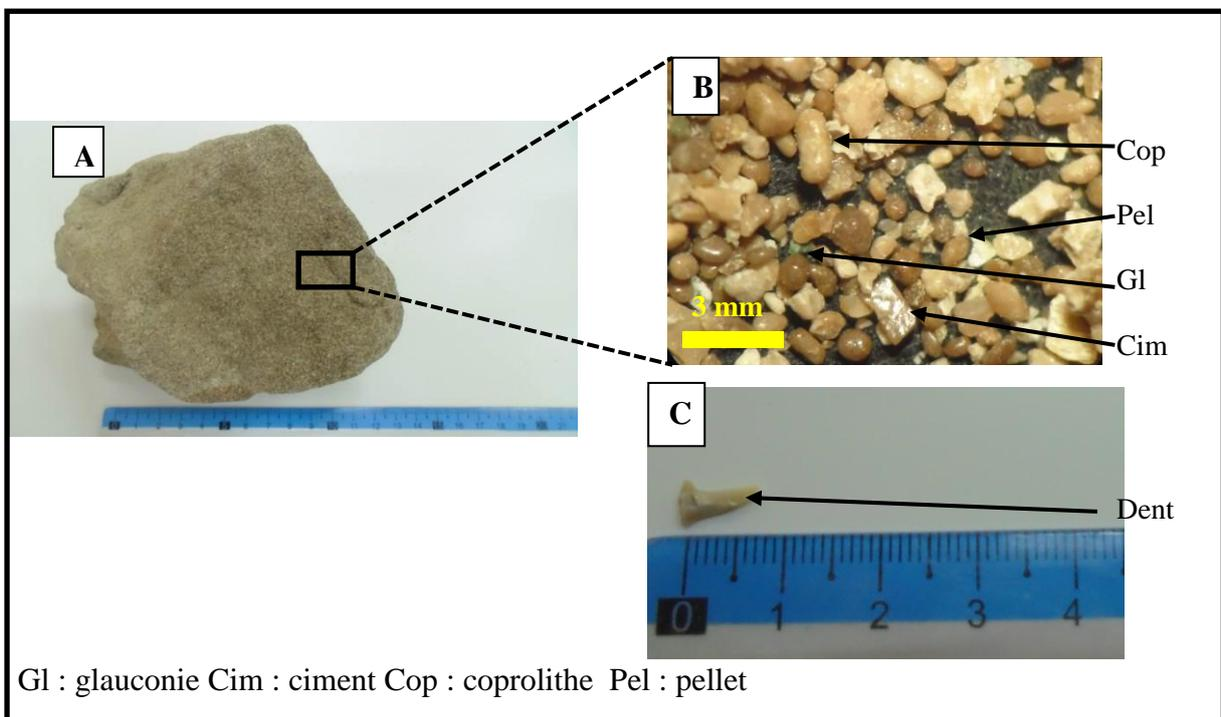 A
B
Cop
Pel
Gl
3 mm
Cim
C
Dent
0 1 2 3 4
Gl : glauconie Cim : ciment Cop : coprolithe Pel : pellet